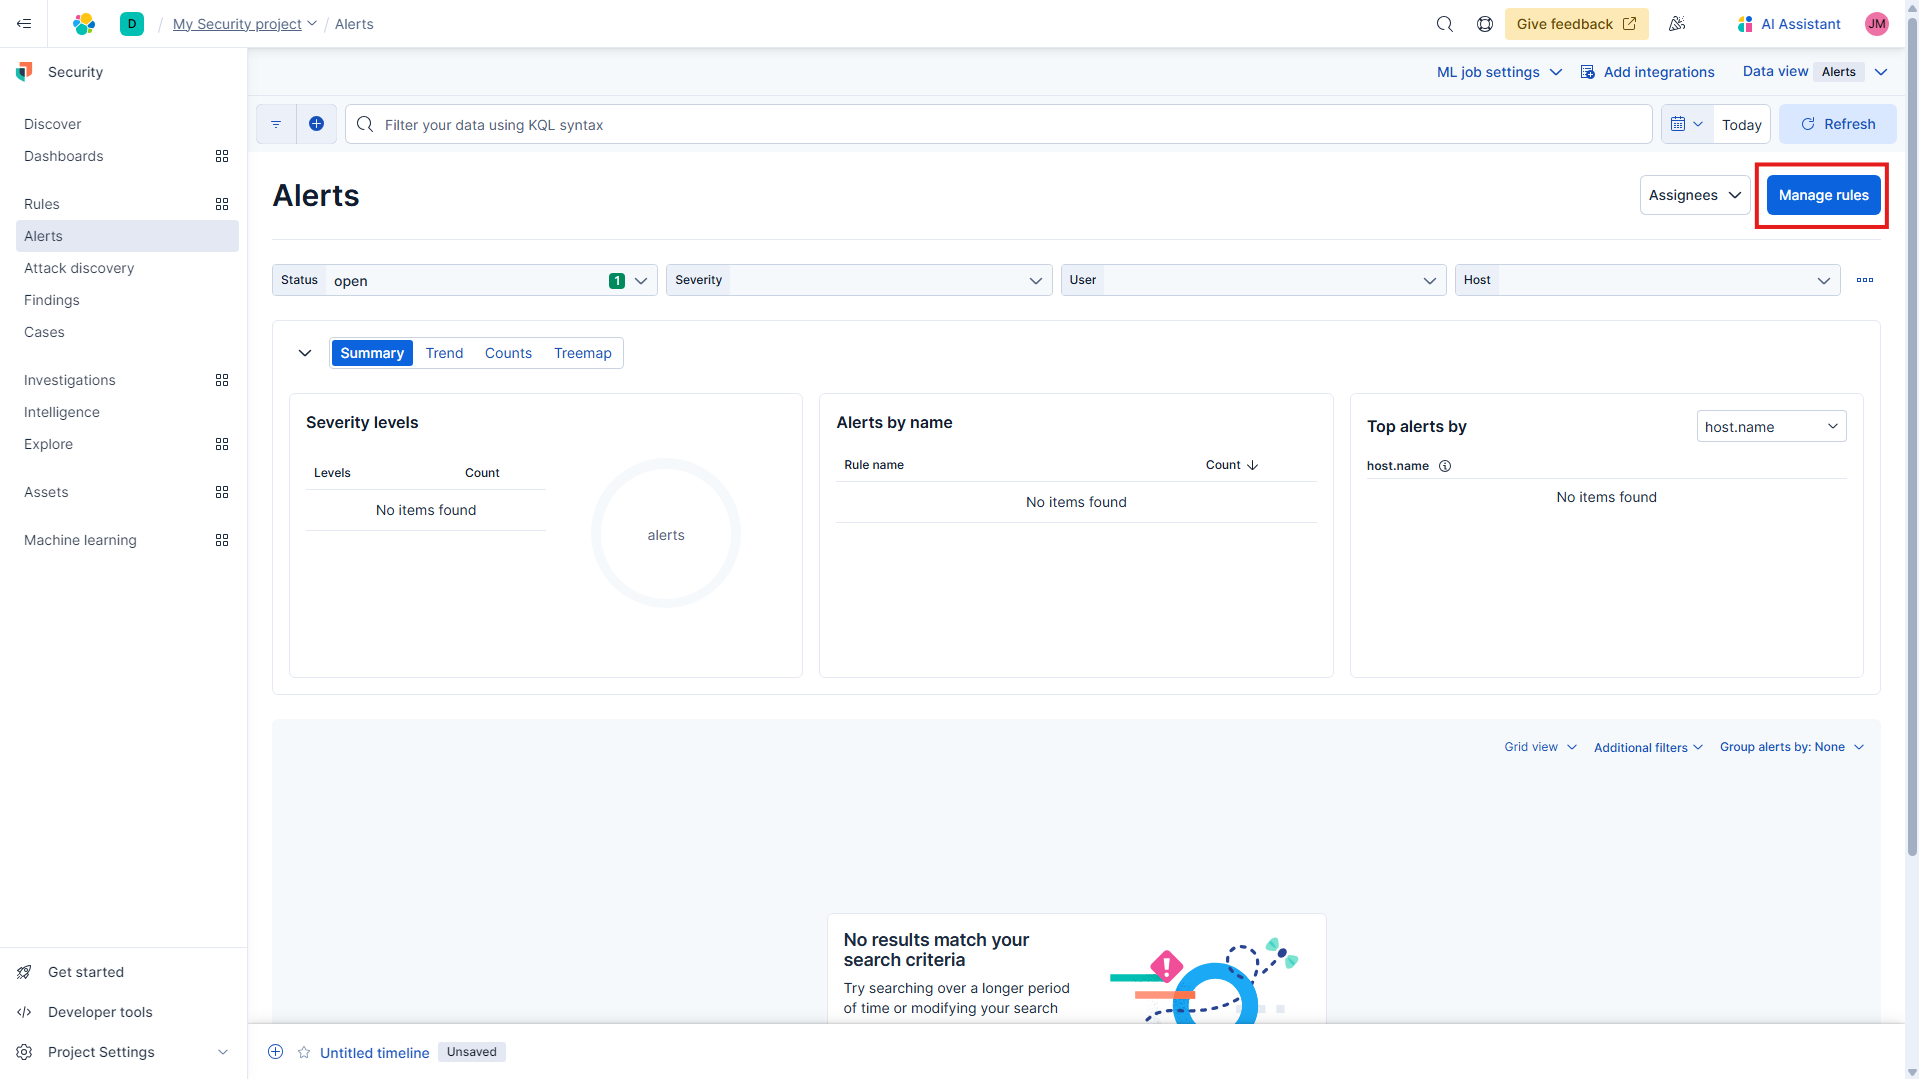 D / My Security project / Alerts
Give feedback
AI Assistant
JM
Security
ML job settings
Add integrations
Data view Alerts
Discover
Dashboards
Rules
Alerts
Attack discovery
Findings
Cases
Investigations
Intelligence
Explore
Assets
Machine learning
Get started
Developer tools
Project Settings
Filter your data using KQL syntax
Today
Refresh
Alerts
Assignees
Manage rules
Status open 1
Severity
User
Host
Summary Trend Counts Treemap
Severity levels
Levels Count
No items found
alerts
Alerts by name
Rule name Count
No items found
Top alerts by
host.name
host.name
No items found
Grid view
Additional filters
Group alerts by: None
No results match your
search criteria
Try searching over a longer period
of time or modifying your search
Untitled timeline
Unsaved